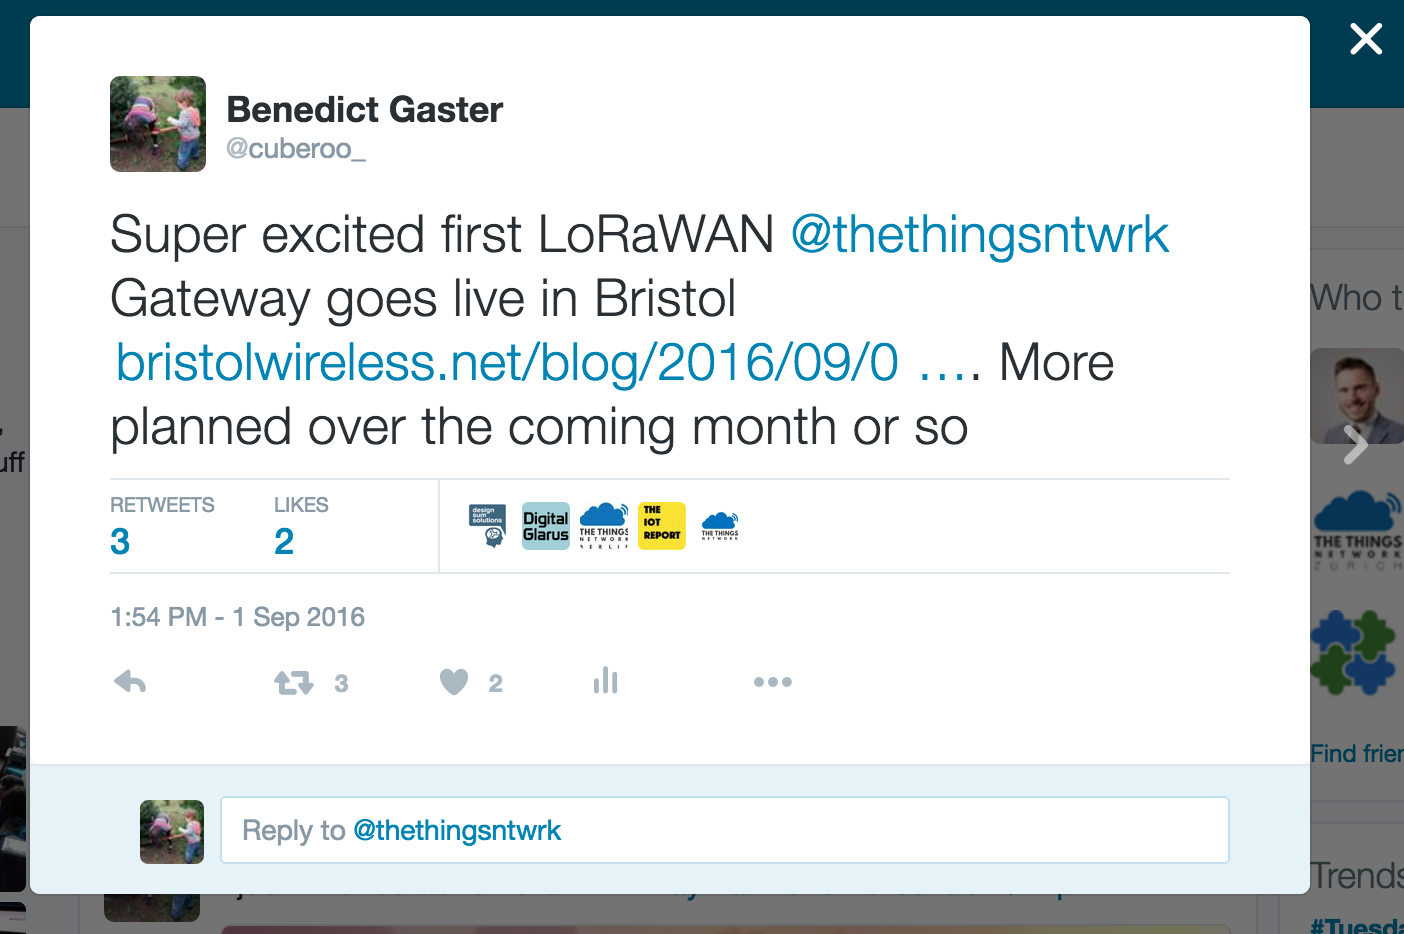 Benedict Gaster
@cuberoo_
Super excited first LoRaWAN @thethingsntwrk
Gateway goes live in Bristol
bristolwireless.net/blog/2016/09/0 …. More
planned over the coming month or so
RETWEETS
3
LIKES
2
design
sum
solutions
Digital
Glarus
THE THINGS
NETWORK
THE
IOT
REPORT
THE THINGS
NETWORK
1:54 PM - 1 Sep 2016
3
2
Reply to @thethingsntwrk
uff
Who t
THE THINGS
NETWORK
ZURICH
Find frier
Trends
#Tuesda